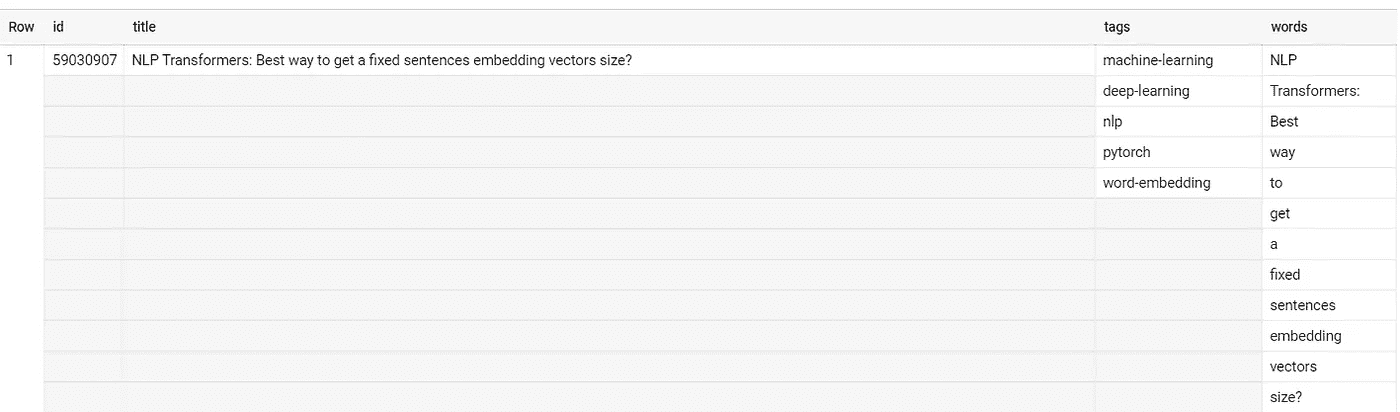 Row id title tags words
1 59030907 NLP Transformers: Best way to get a fixed sentences embedding vectors size? machine-learning NLP
deep-learning Transformers:
nlp Best
pytorch way
word-embedding to
get
a
fixed
sentences
embedding
vectors
size?